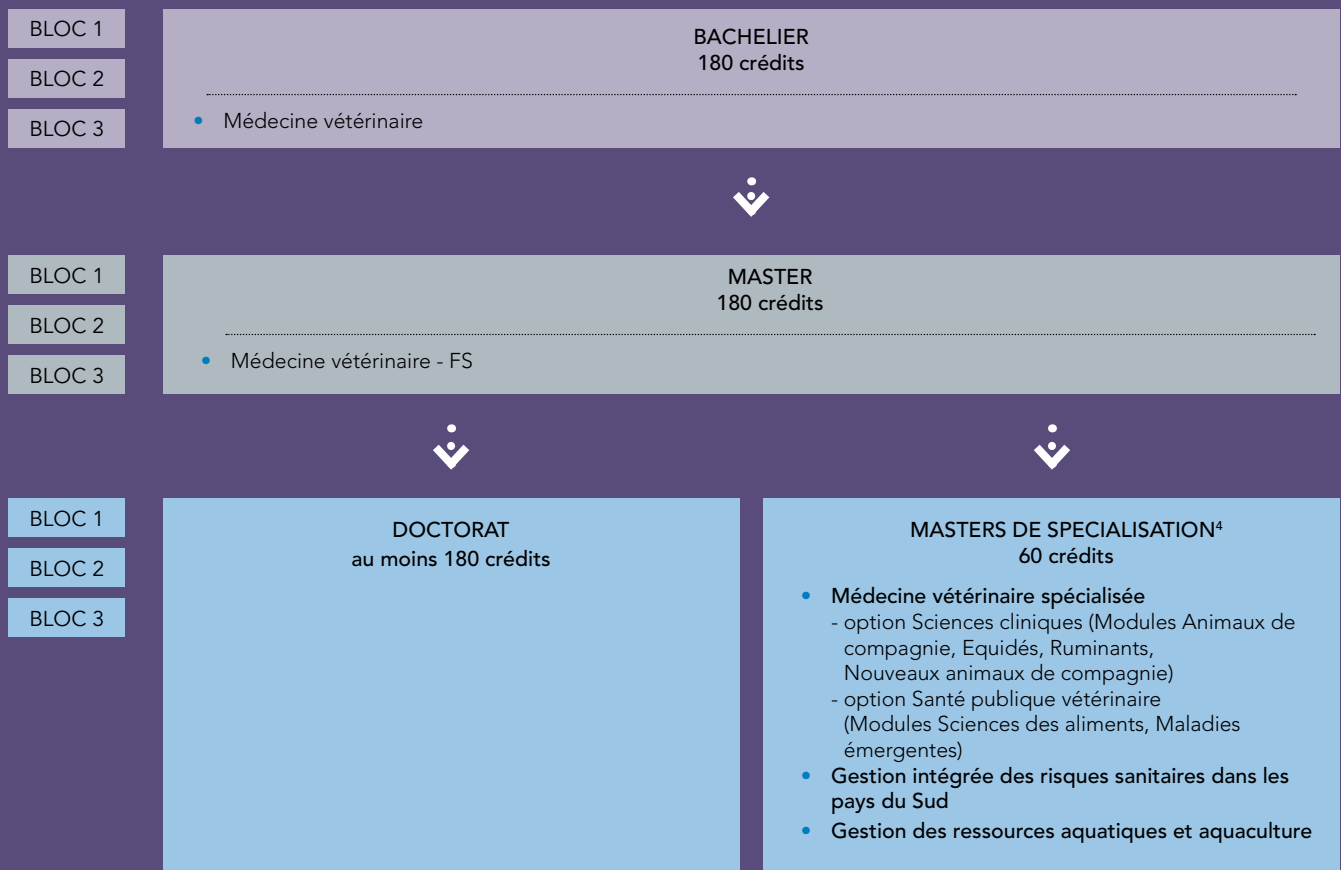 BLOC 1
BLOC 2
BLOC 3
BACHELIER
180 crédits
• Médecine vétérinaire
BLOC 1
BLOC 2
BLOC 3
MASTER
180 crédits
• Médecine vétérinaire - FS
BLOC 1
BLOC 2
BLOC 3
DOCTORAT
au moins 180 crédits
MASTERS DE SPECIALISATION⁴
60 crédits
• Médecine vétérinaire spécialisée
- option Sciences cliniques (Modules Animaux de
compagnie, Equidés, Ruminants,
Nouveaux animaux de compagnie)
- option Santé publique vétérinaire
(Modules Sciences des aliments, Maladies
émergentes)
• Gestion intégrée des risques sanitaires dans les
pays du Sud
• Gestion des ressources aquatiques et aquaculture